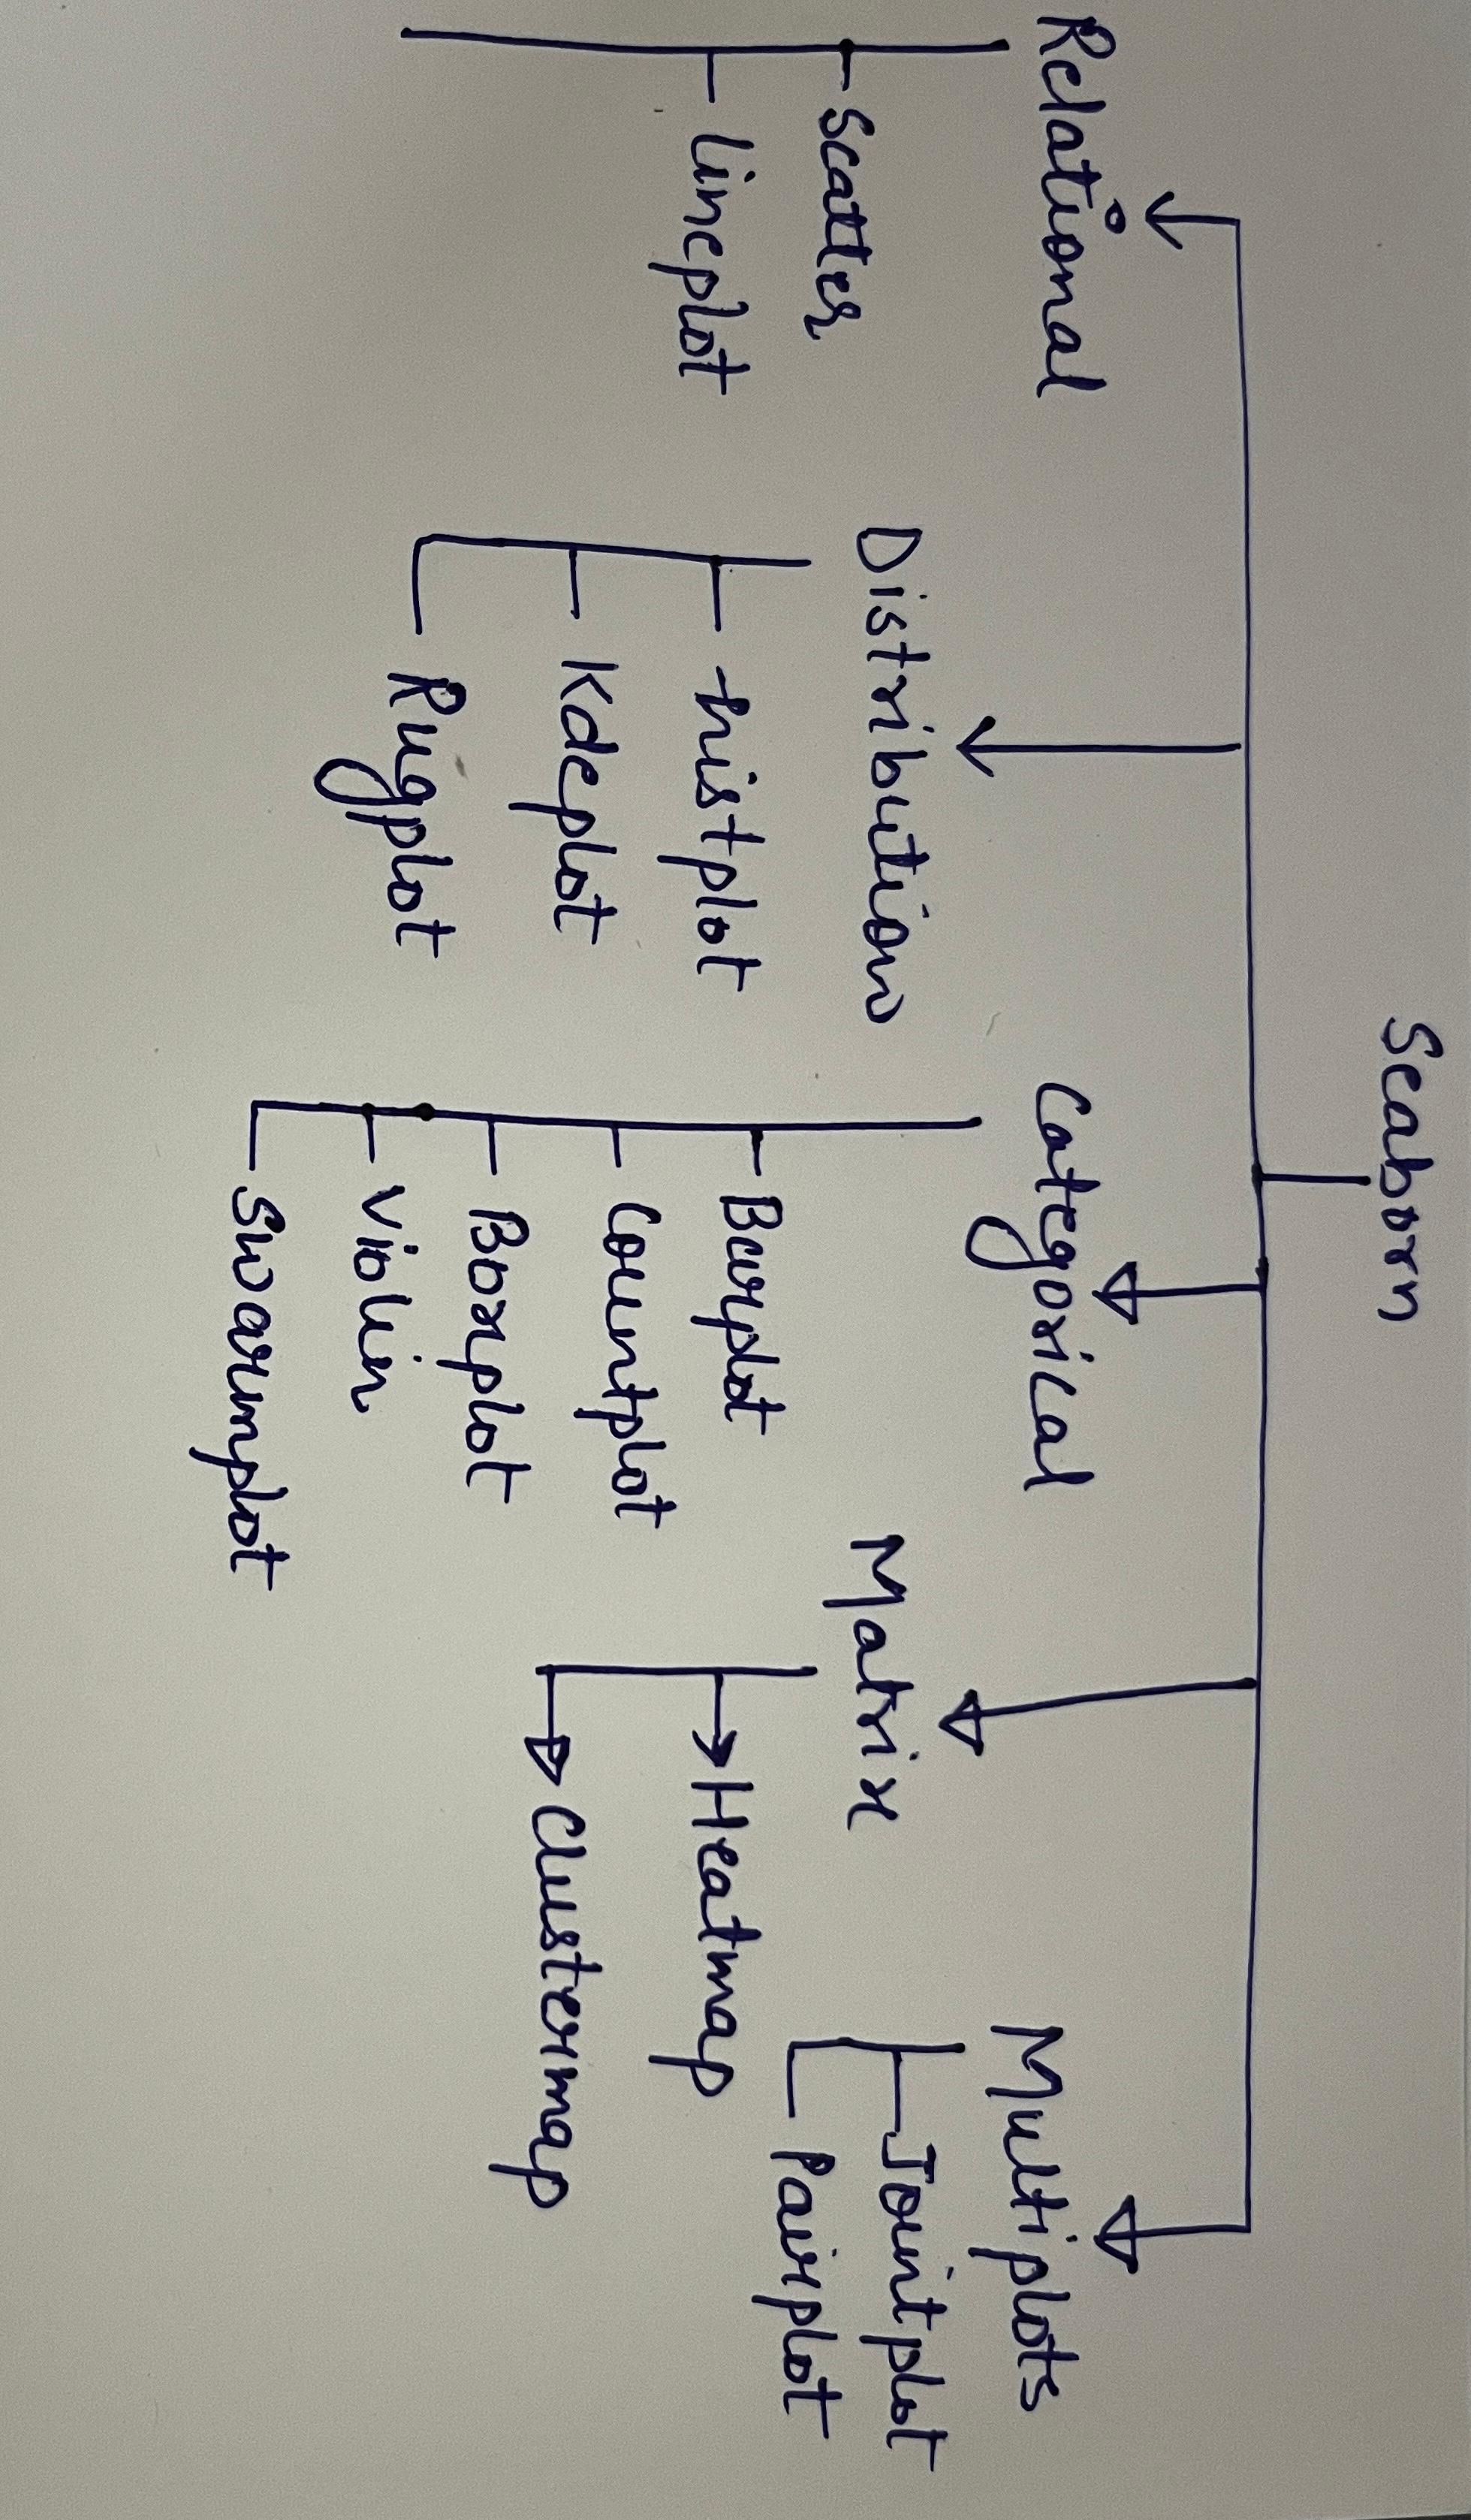 Seaborn
Relational
Scatter
lineplot
Distribution
histplot
Kdeplot
Rugplot
Categorical
Barplot
Countplot
Boxplot
Violin
Swarmplot
Matrix
Heatmap
Clustermap
Multiplots
Jointplot
Pairplot